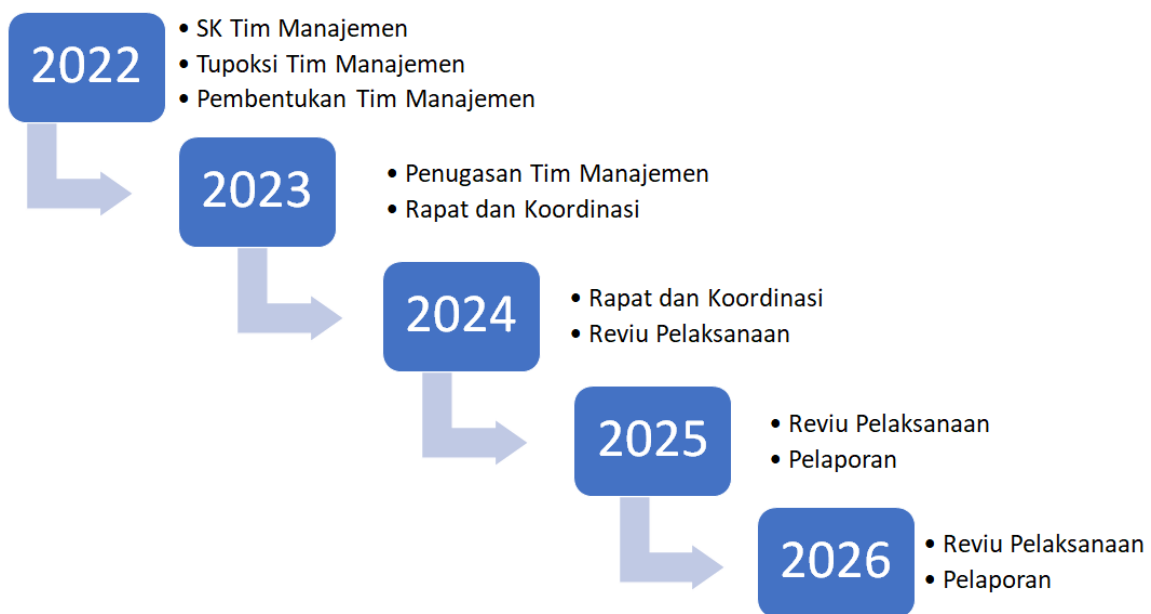 2022
• SK Tim Manajemen
• Tupoksi Tim Manajemen
• Pembentukan Tim Manajemen
2023
• Penugasan Tim Manajemen
• Rapat dan Koordinasi
2024
• Rapat dan Koordinasi
• Reviu Pelaksanaan
2025
• Reviu Pelaksanaan
• Pelaporan
2026
• Reviu Pelaksanaan
• Pelaporan